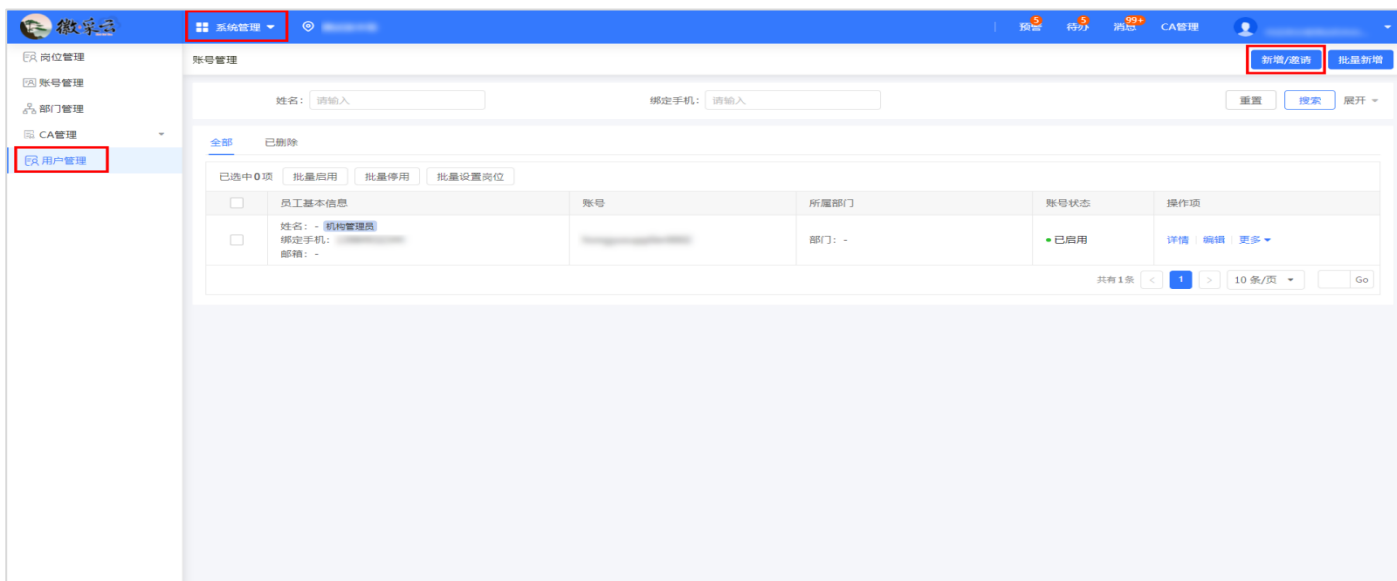 徽采云
系统管理
预警 5
待办 5
消息 99+
CA管理
岗位管理
账号管理
部门管理
CA管理
用户管理
账号管理
新增/邀请
批量新增
姓名： 请输入
绑定手机： 请输入
重置
搜索
展开
全部
已删除
已选中0项
批量启用
批量停用
批量设置岗位
员工基本信息
账号
所属部门
账号状态
操作项
姓名： - 机构管理员
绑定手机：
邮箱： -
部门： -
已启用
详情
编辑
更多
共有1条
<
1
>
10 条/页
Go